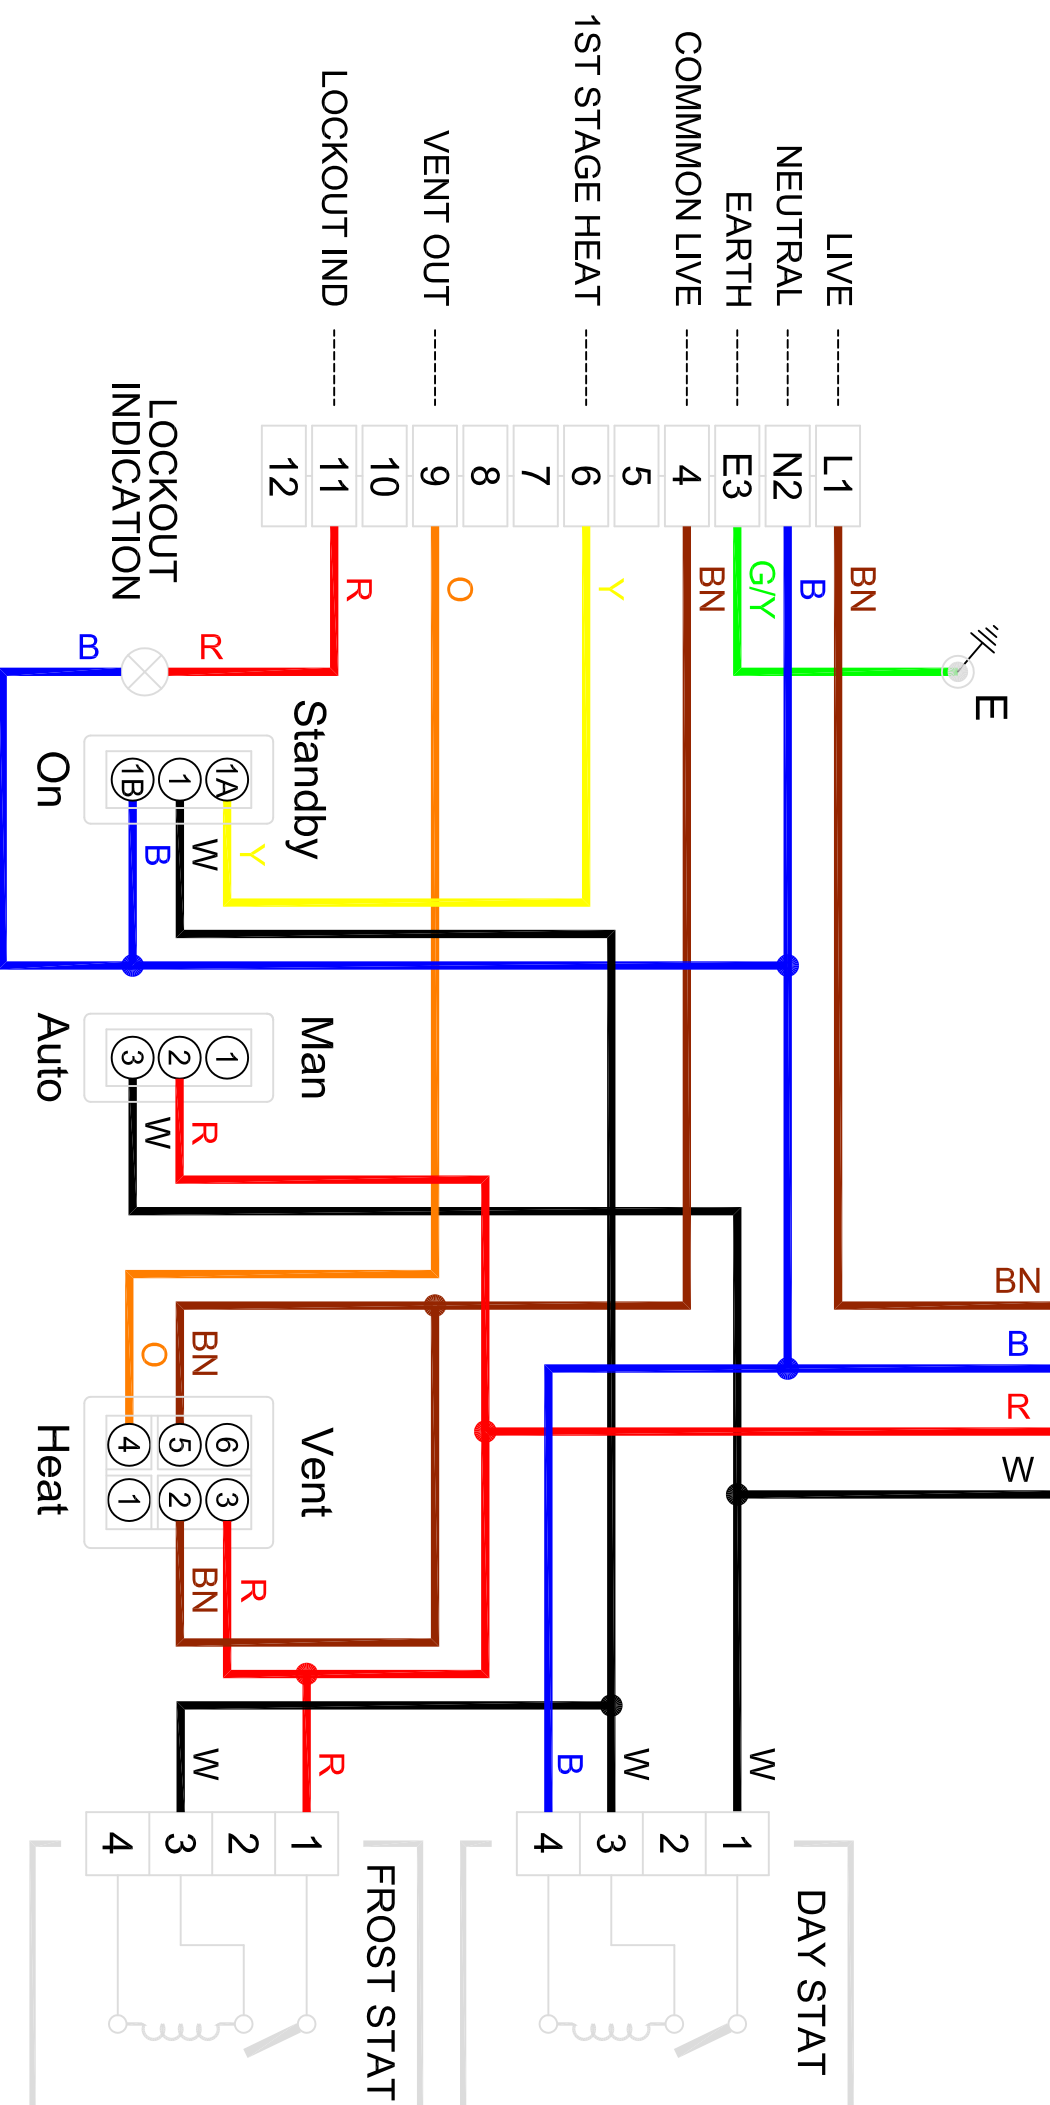 LIVE
NEUTRAL
EARTH
COMMMON LIVE
1ST STAGE HEAT
VENT OUT
LOCKOUT IND
L1
N2
E3
4
5
6
7
8
9
10
11
12
BN
B
G/Y
BN
Y
O
R
E
LOCKOUT
INDICATION
B
R
Standby
1A
1
1B
On
Y
W
B
Man
1
2
3
Auto
R
W
BN
B
R
W
BN
O
Vent
6
5
4
3
2
1
Heat
R
BN
R
W
W
W
B
1
2
3
4
FROST STAT
1
2
3
4
DAY STAT